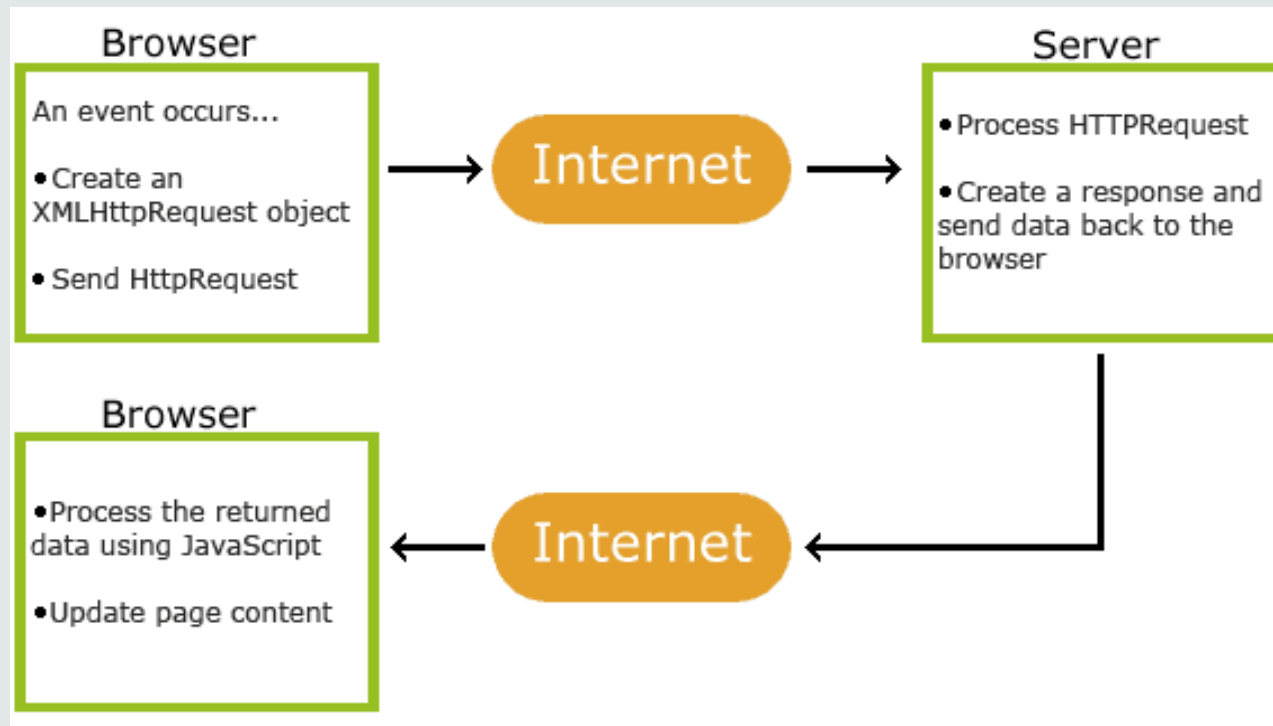 Browser
An event occurs...
•Create an
XMLHttpRequest object
• Send HttpRequest
Internet
Server
•Process HTTPRequest
•Create a response and
send data back to the
browser
Browser
•Process the returned
data using JavaScript
•Update page content
Internet